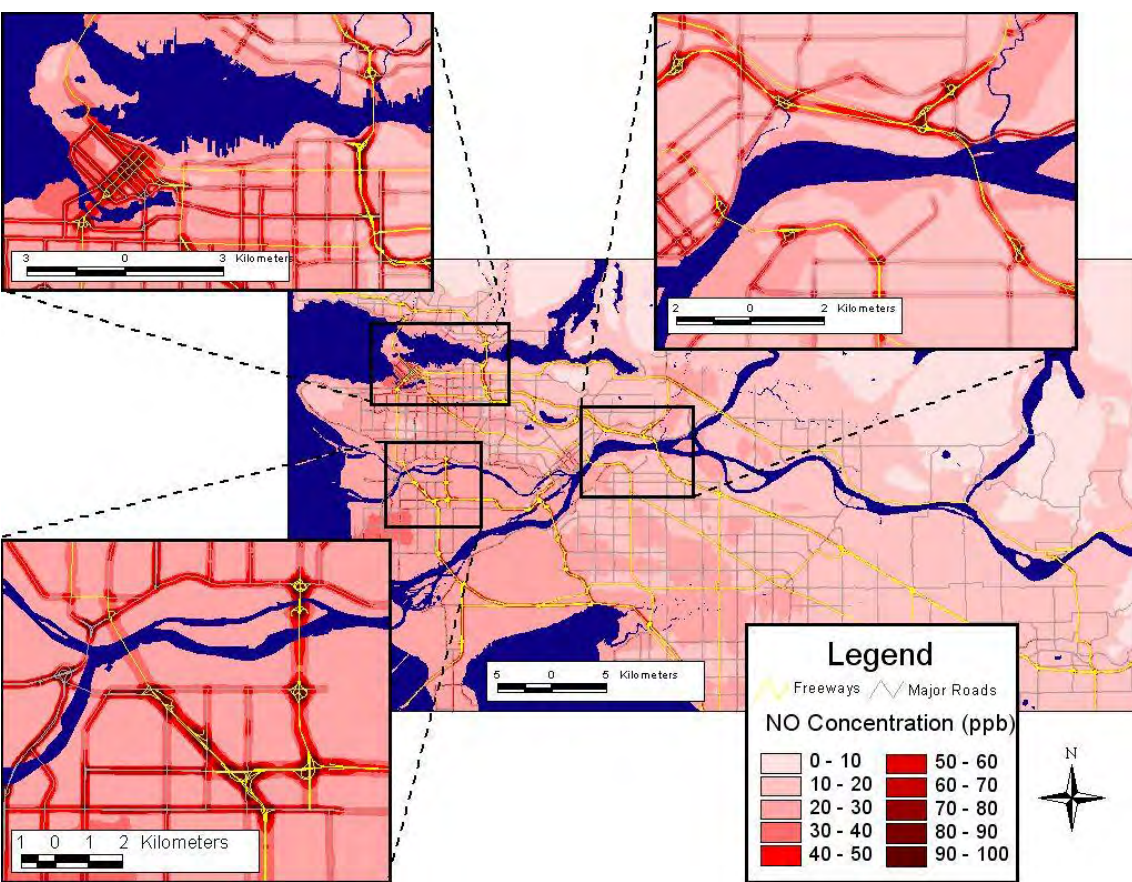 3 0 3 Kilometers
2 0 2 Kilometers
5 0 5 Kilometers
1 0 1 2 Kilometers
Legend
Freeways Major Roads
NO Concentration (ppb)
0 - 10 50 - 60
10 - 20 60 - 70
20 - 30 70 - 80
30 - 40 80 - 90
40 - 50 90 - 100
N